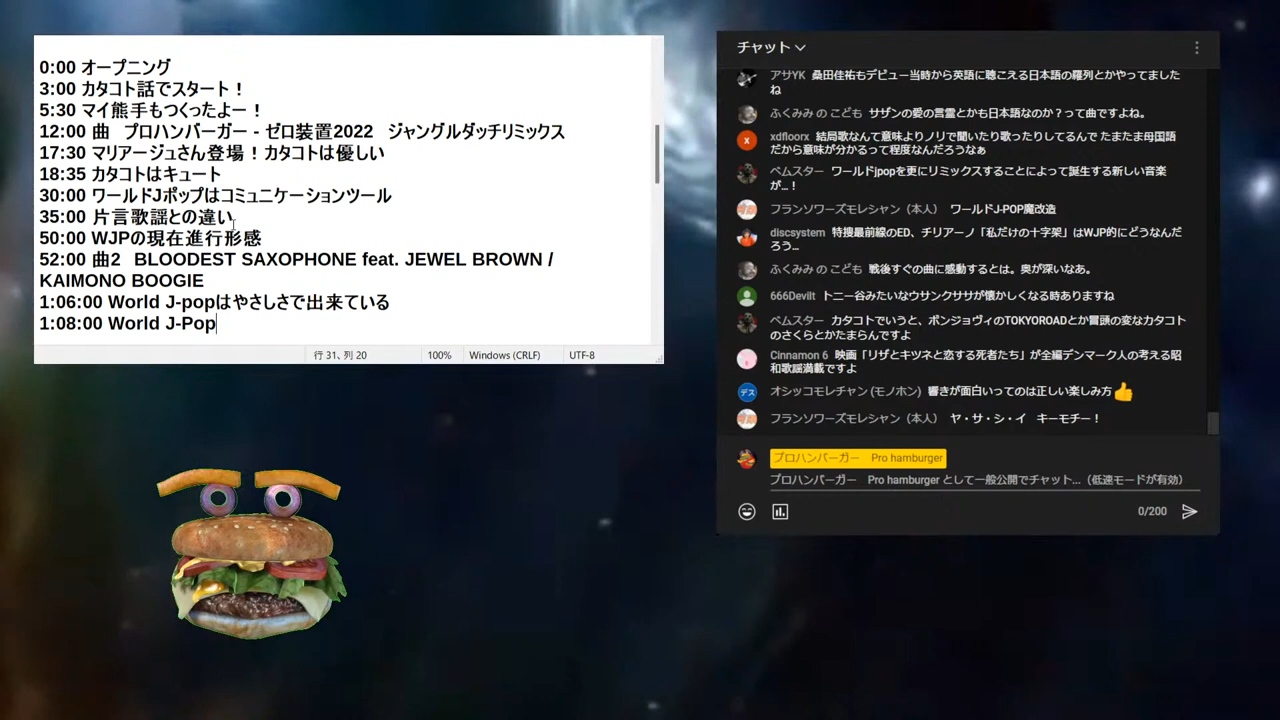 0:00 オープニング
3:00 カタコト話でスタート！
5:30 マイ熊手もつくったよー！
12:00 曲　プロハンバーガー - ゼロ装置2022　ジャングルダッチリミックス
17:30 マリアージュさん登場！カタコトは優しい
18:35 カタコトはキュート
30:00 ワールドJポップはコミュニケーションツール
35:00 片言歌謡との違い
50:00 WJPの現在進行形感
52:00 曲2　BLOODEST SAXOPHONE feat. JEWEL BROWN /
KAIMONO BOOGIE
1:06:00 World J-popはやさしさで出来ている
1:08:00 World J-Pop
行 31、列 20
100%
Windows (CRLF)
UTF-8
チャット
アサYK 桑田佳祐もデビュー当時から英語に聴こえる日本語の羅列とかやってました
ね
ふくみみ の こども サザンの愛の言霊とかも日本語なのか？って曲ですよね。
xdfloorx 結局歌なんて意味よりノリで聞いたり歌ったりしてるんで たまたま母国語
だから意味が分かるって程度なんだろうなぁ
ベムスター ワールドjpopを更にリミックスすることによって誕生する新しい音楽
が…！
フランソワーズモレシャン（本人） ワールドJ-POP魔改造
discsystem 特捜最前線のED、チリアーノ「私だけの十字架」はWJP的にどうなんだ
ろう…
ふくみみ の こども 戦後すぐの曲に感動するとは。奥が深いなあ。
666Devilt トニー谷みたいなウサンクササが懐かしくなる時ありますね
ベムスター カタコトでいうと、ボンジョヴィのTOKYOROADとか冒頭の変なカタコト
のさくらとかたまらんですよ
Cinnamon 6 映画「リザとキツネと恋する死者たち」が全編デンマーク人の考える昭
和歌謡満載ですよ
デス オシッコモレチャン (モノホン) 響きが面白いってのは正しい楽しみ方
フランソワーズモレシャン（本人） ヤ・サ・シ・イ　キーモチー！
プロハンバーガー　Pro hamburger
プロハンバーガー　Pro hamburger として一般公開でチャット...（低速モードが有効）
0/200